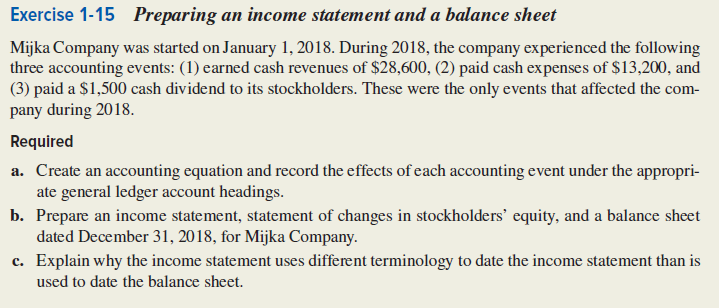 Exercise 1-15 Preparing an income statement and a balance sheet
Mijka Company was started on January 1, 2018. During 2018, the company experienced the following
three accounting events: (1) earned cash revenues of $28,600, (2) paid cash expenses of $13,200, and
(3) paid a $1,500 cash dividend to its stockholders. These were the only events that affected the com-
pany during 2018.
Required
a. Create an accounting equation and record the effects of each accounting event under the appropri-
ate general ledger account headings.
b. Prepare an income statement, statement of changes in stockholders’ equity, and a balance sheet
dated December 31, 2018, for Mijka Company.
c. Explain why the income statement uses different terminology to date the income statement than is
used to date the balance sheet.